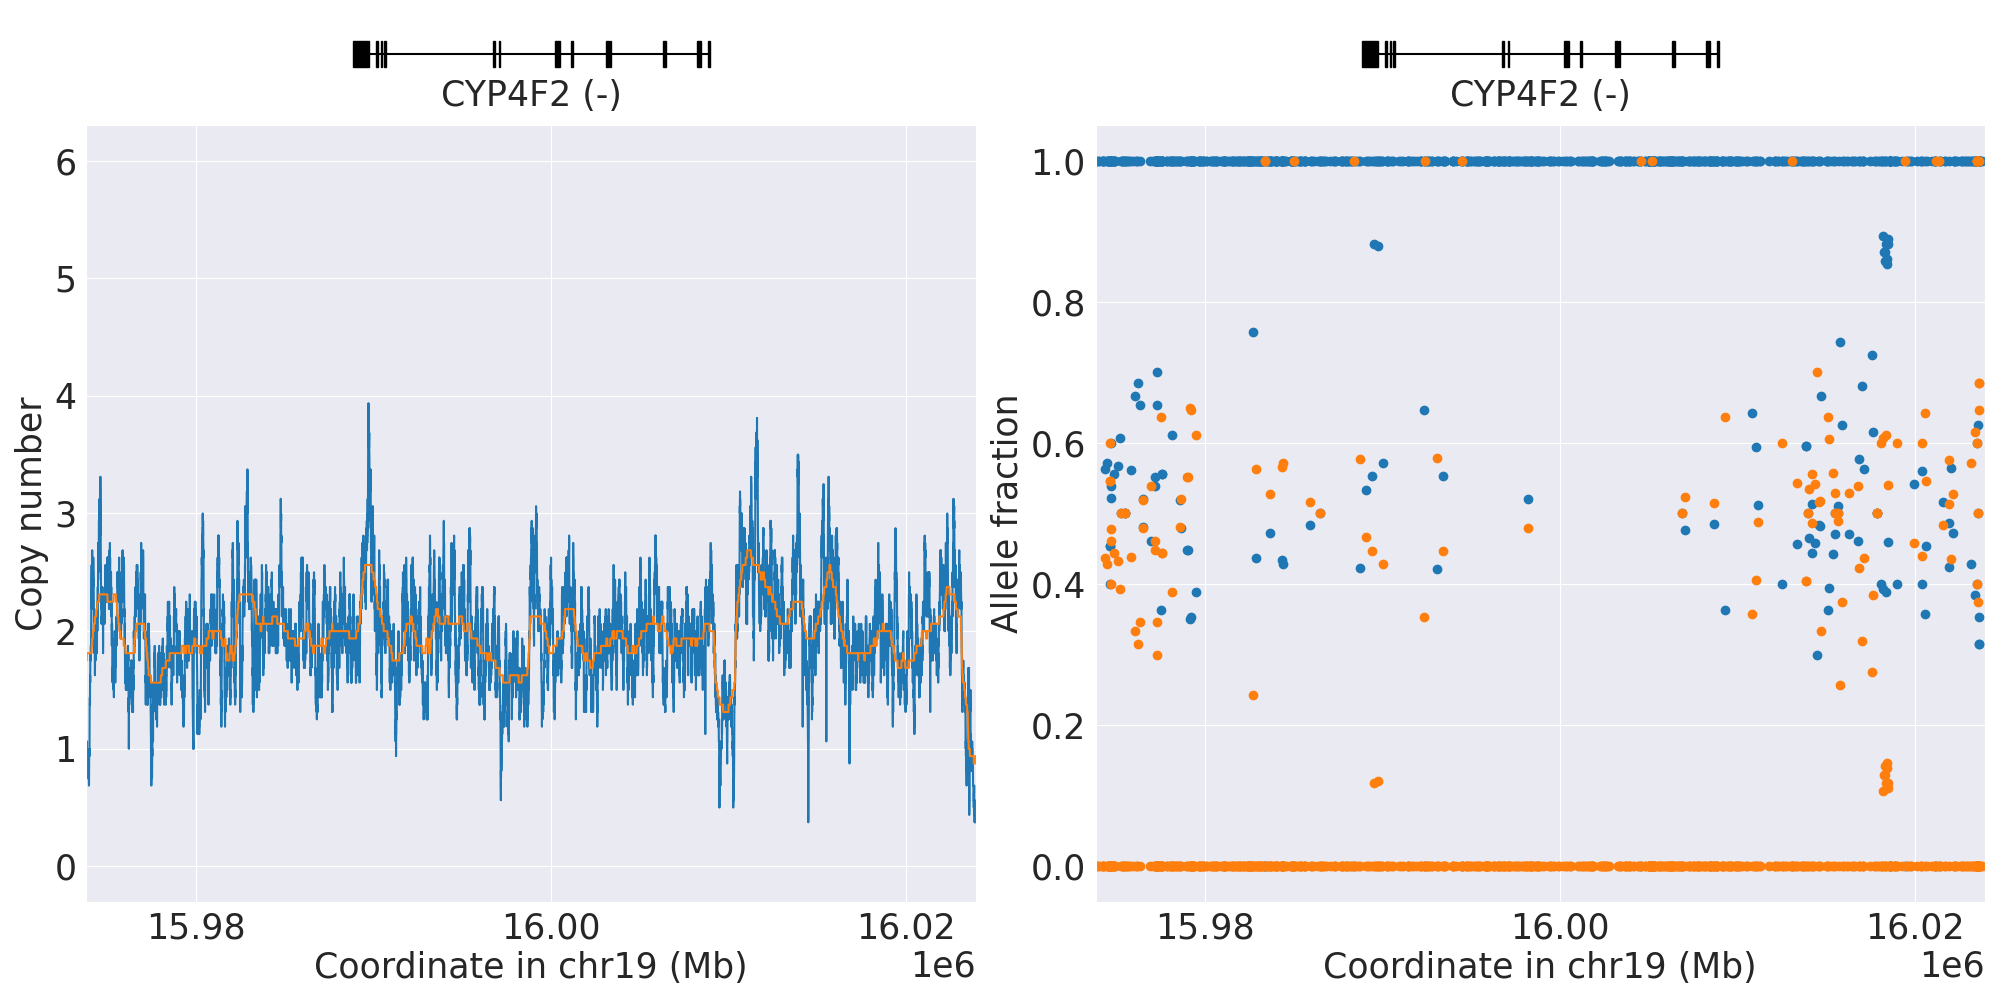 CYP4F2 (-)
6
5
4
3
2
1
0
Copy number
15.98
16.00
16.02
Coordinate in chr19 (Mb)
1e6
CYP4F2 (-)
1.0
0.8
0.6
0.4
0.2
0.0
Allele fraction
15.98
16.00
16.02
Coordinate in chr19 (Mb)
1e6